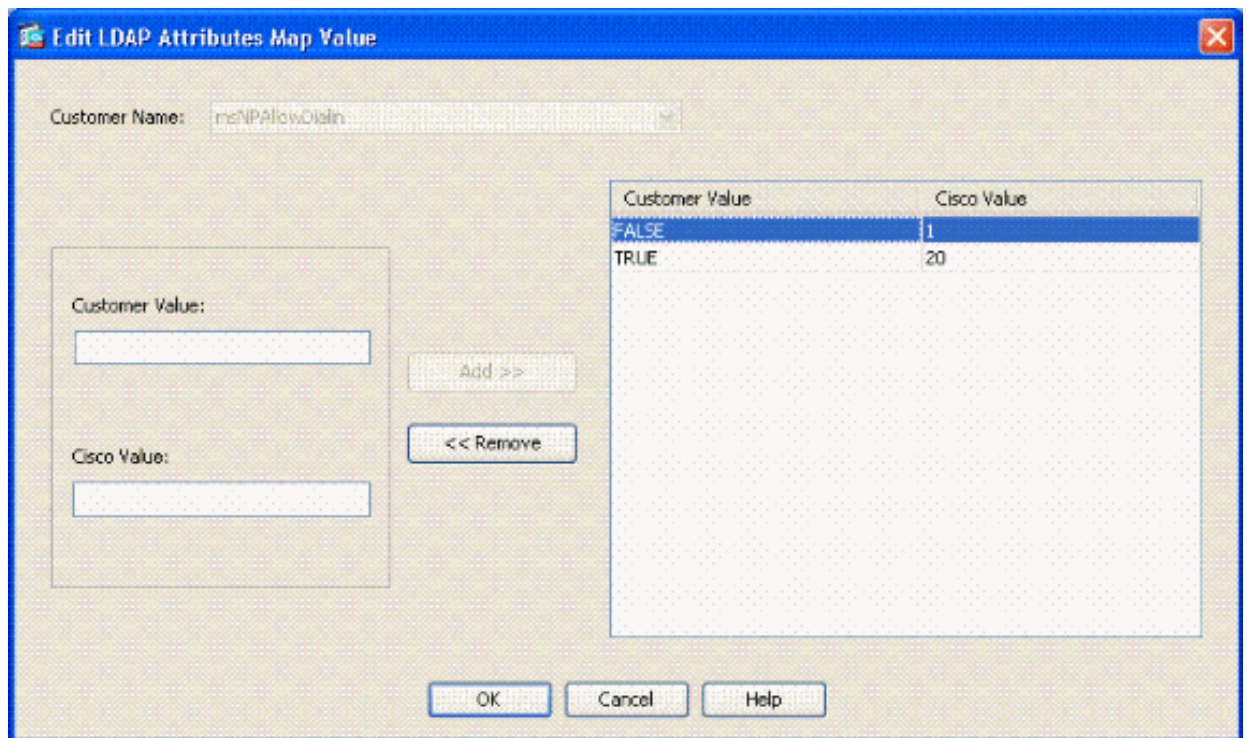 Edit LDAP Attributes Map Value
Customer Name: msNPAllowDialin
Customer Value Cisco Value
FALSE 1
TRUE 20
Customer Value:
Add >>
<< Remove
Cisco Value:
OK Cancel Help